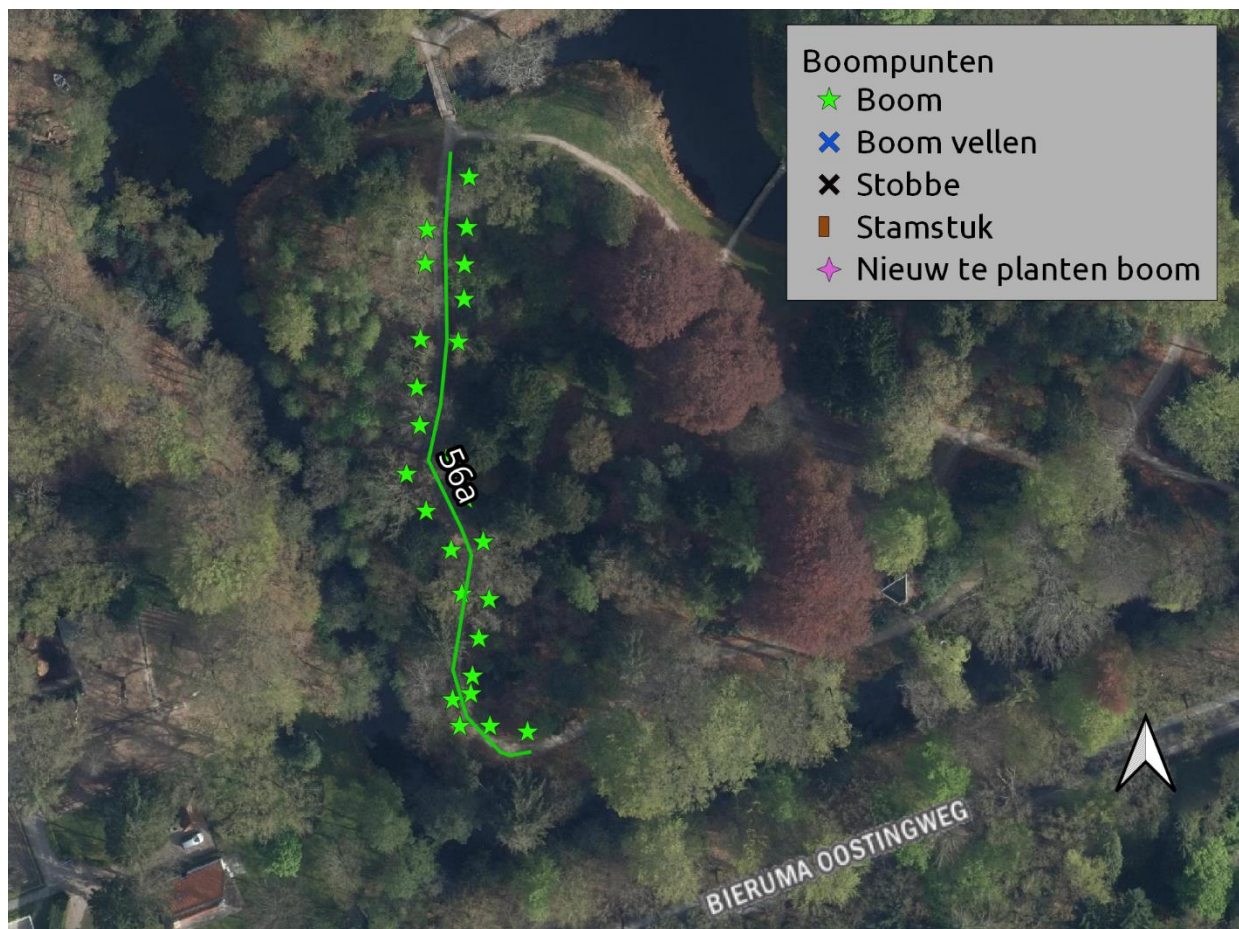 Boompunten
Boom
Boom vellen
Stobbe
Stamstuk
Nieuw te planten boom
56a
BIERUMA OOSTINGWEG